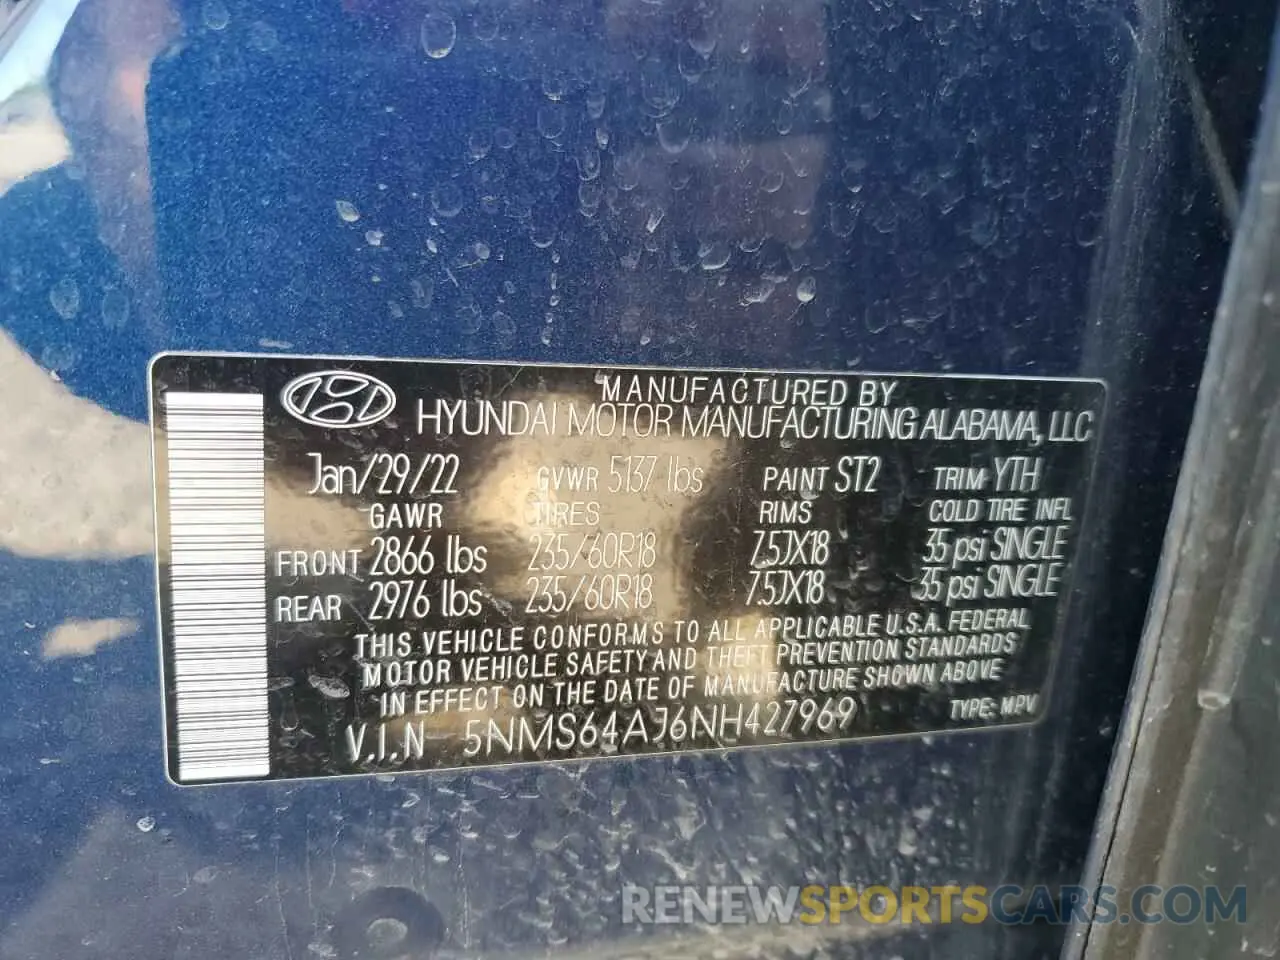 MANUFACTURED BY
HYUNDAI MOTOR MANUFACTURING ALABAMA, LLC
Jan/29/22 GVWR 5137 lbs PAINT ST2 TRIM YTH
GAWR TIRES RIMS COLD TIRE INFL
FRONT 2866 lbs 235/60R18 7.5JX18 35 psi SINGLE
REAR 2976 lbs 235/60R18 7.5JX18 35 psi SINGLE
THIS VEHICLE CONFORMS TO ALL APPLICABLE U.S.A. FEDERAL
MOTOR VEHICLE SAFETY AND THEFT PREVENTION STANDARDS
IN EFFECT ON THE DATE OF MANUFACTURE SHOWN ABOVE
V.I.N 5NMS64AJ6NH427969 TYPE: MPV
RENEWSPORTSCARS.COM